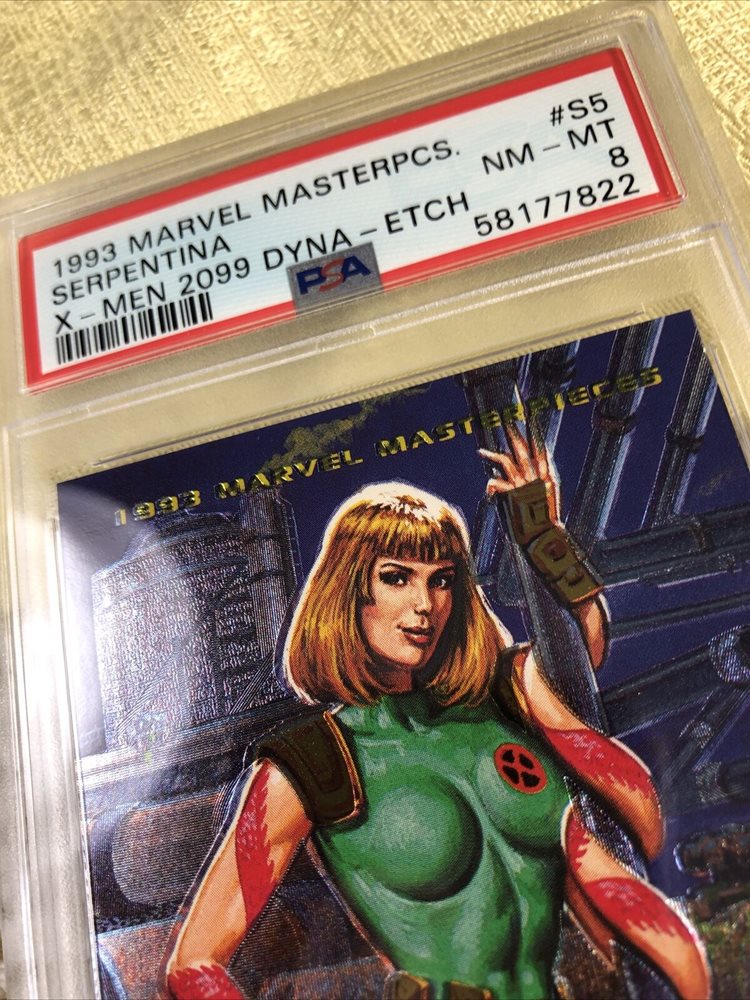 1993 MARVEL MASTERPCS.
#S5
SERPENTINA
NM - MT
X - MEN 2099 DYNA - ETCH
8
58177822
PSA
1993 MARVEL MASTERPIECES